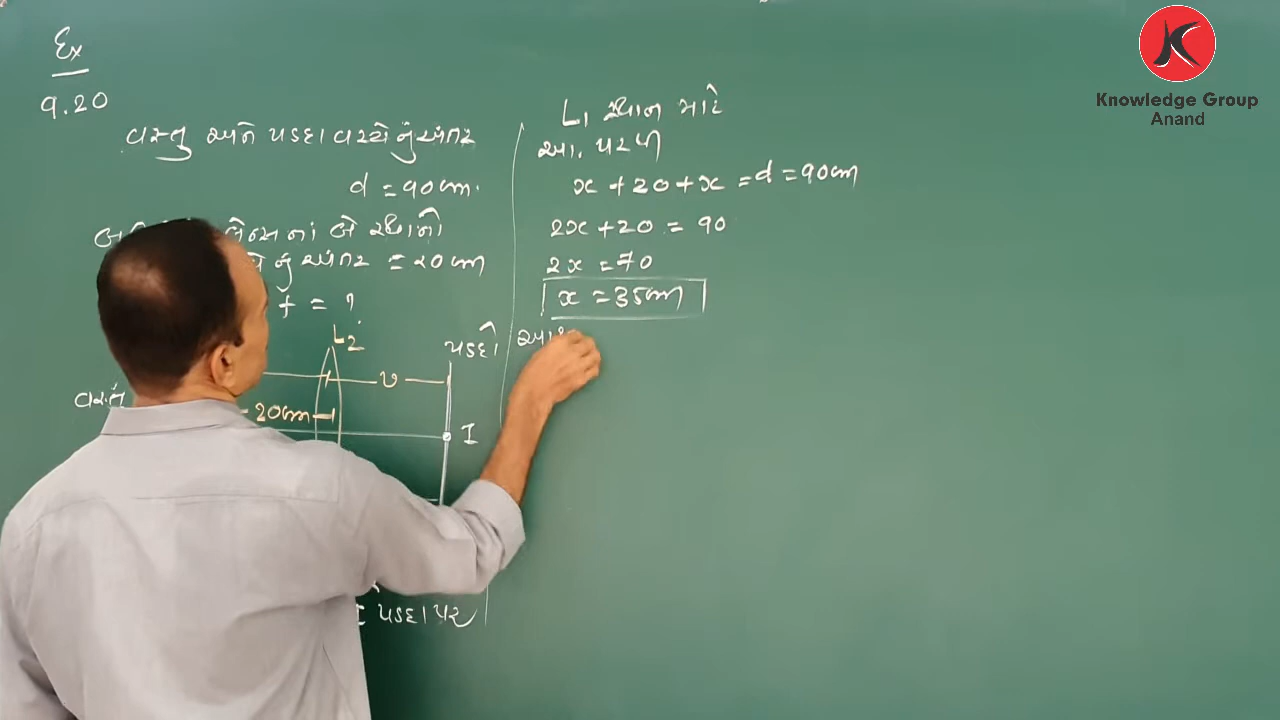 Ex
9.20
વસ્તુ અને પડદા વચ્ચેનું અંતર
d = 90cm.
લેન્સનાં બે સ્થાનો
નું અંતર = 20cm
f = ?
L2
પડદો
v
20cm
I
પડદા પર
L1 સ્થાન માટે
આ. પરથી
x + 20 + x = d = 90cm
2x + 20 = 90
2x = 70
x = 35cm
Knowledge Group
Anand